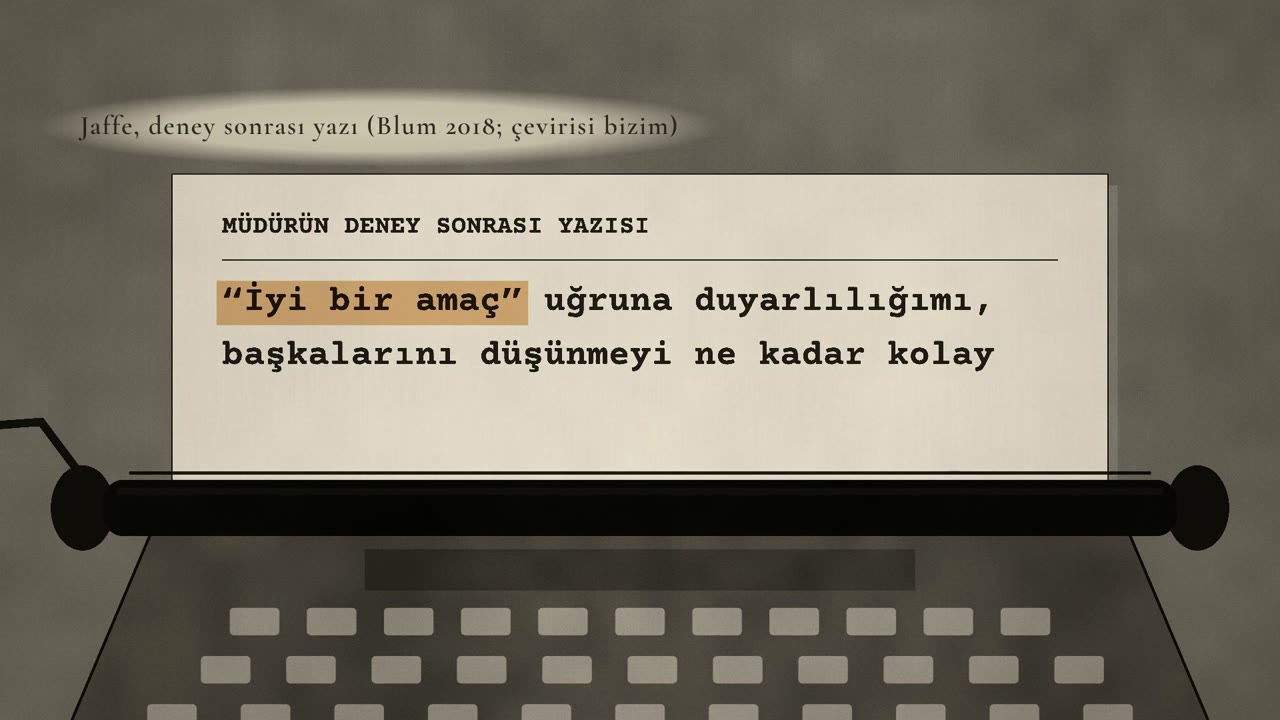 Jaffe, deney sonrası yazı (Blum 2018; çevirisi bizim)
MÜDÜRÜN DENEY SONRASI YAZISI
“İyi bir amaç” uğruna duyarlılığımı,
başkalarını düşünmeyi ne kadar kolay